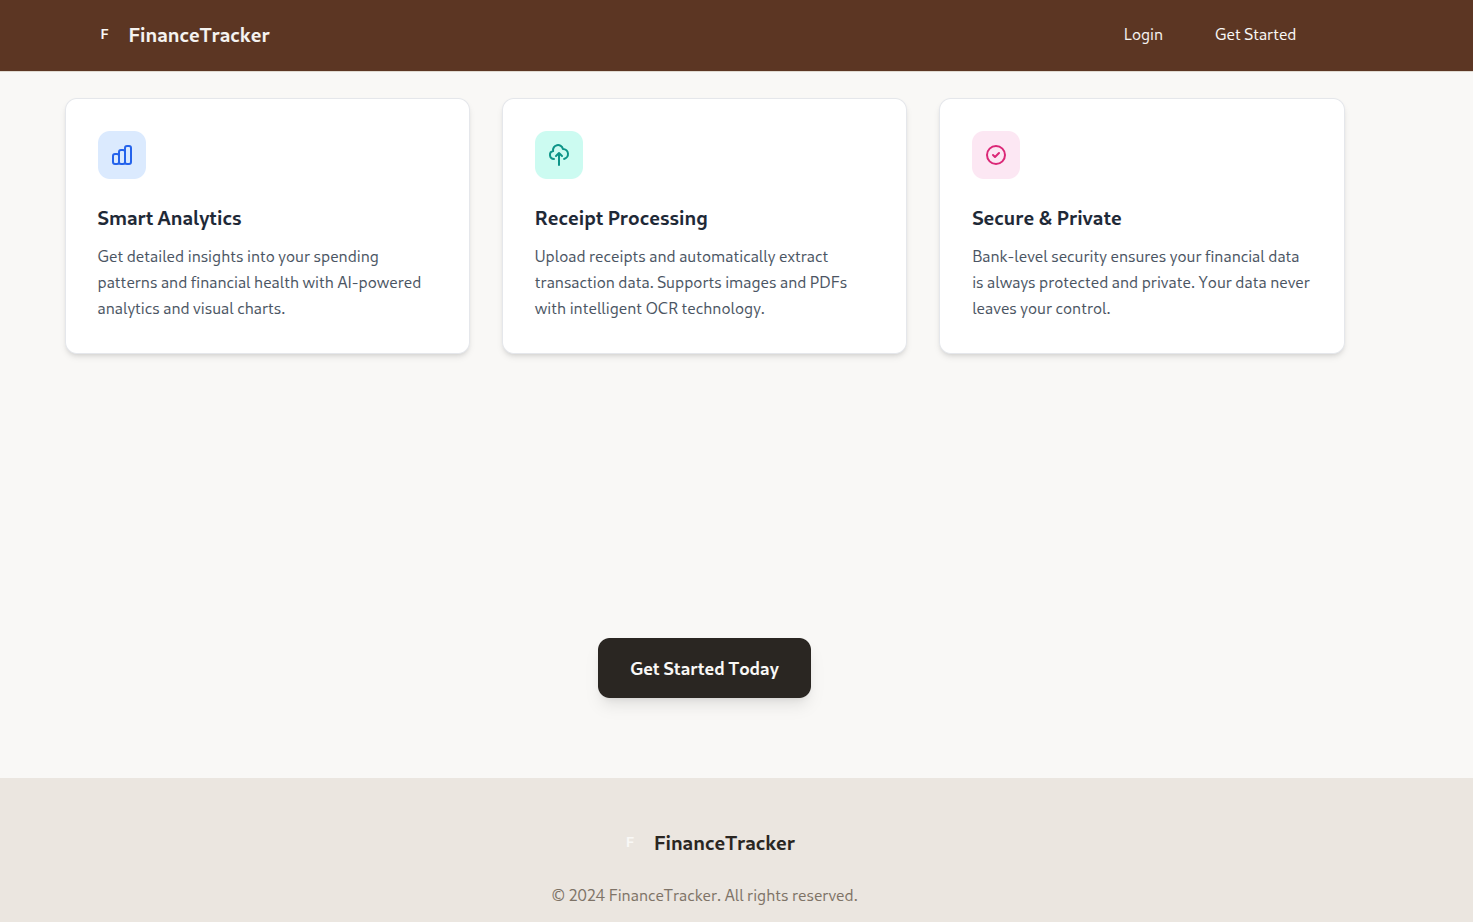 F FinanceTracker
Login
Get Started
Smart Analytics
Get detailed insights into your spending
patterns and financial health with AI-powered
analytics and visual charts.
Receipt Processing
Upload receipts and automatically extract
transaction data. Supports images and PDFs
with intelligent OCR technology.
Secure & Private
Bank-level security ensures your financial data
is always protected and private. Your data never
leaves your control.
Get Started Today
F FinanceTracker
© 2024 FinanceTracker. All rights reserved.